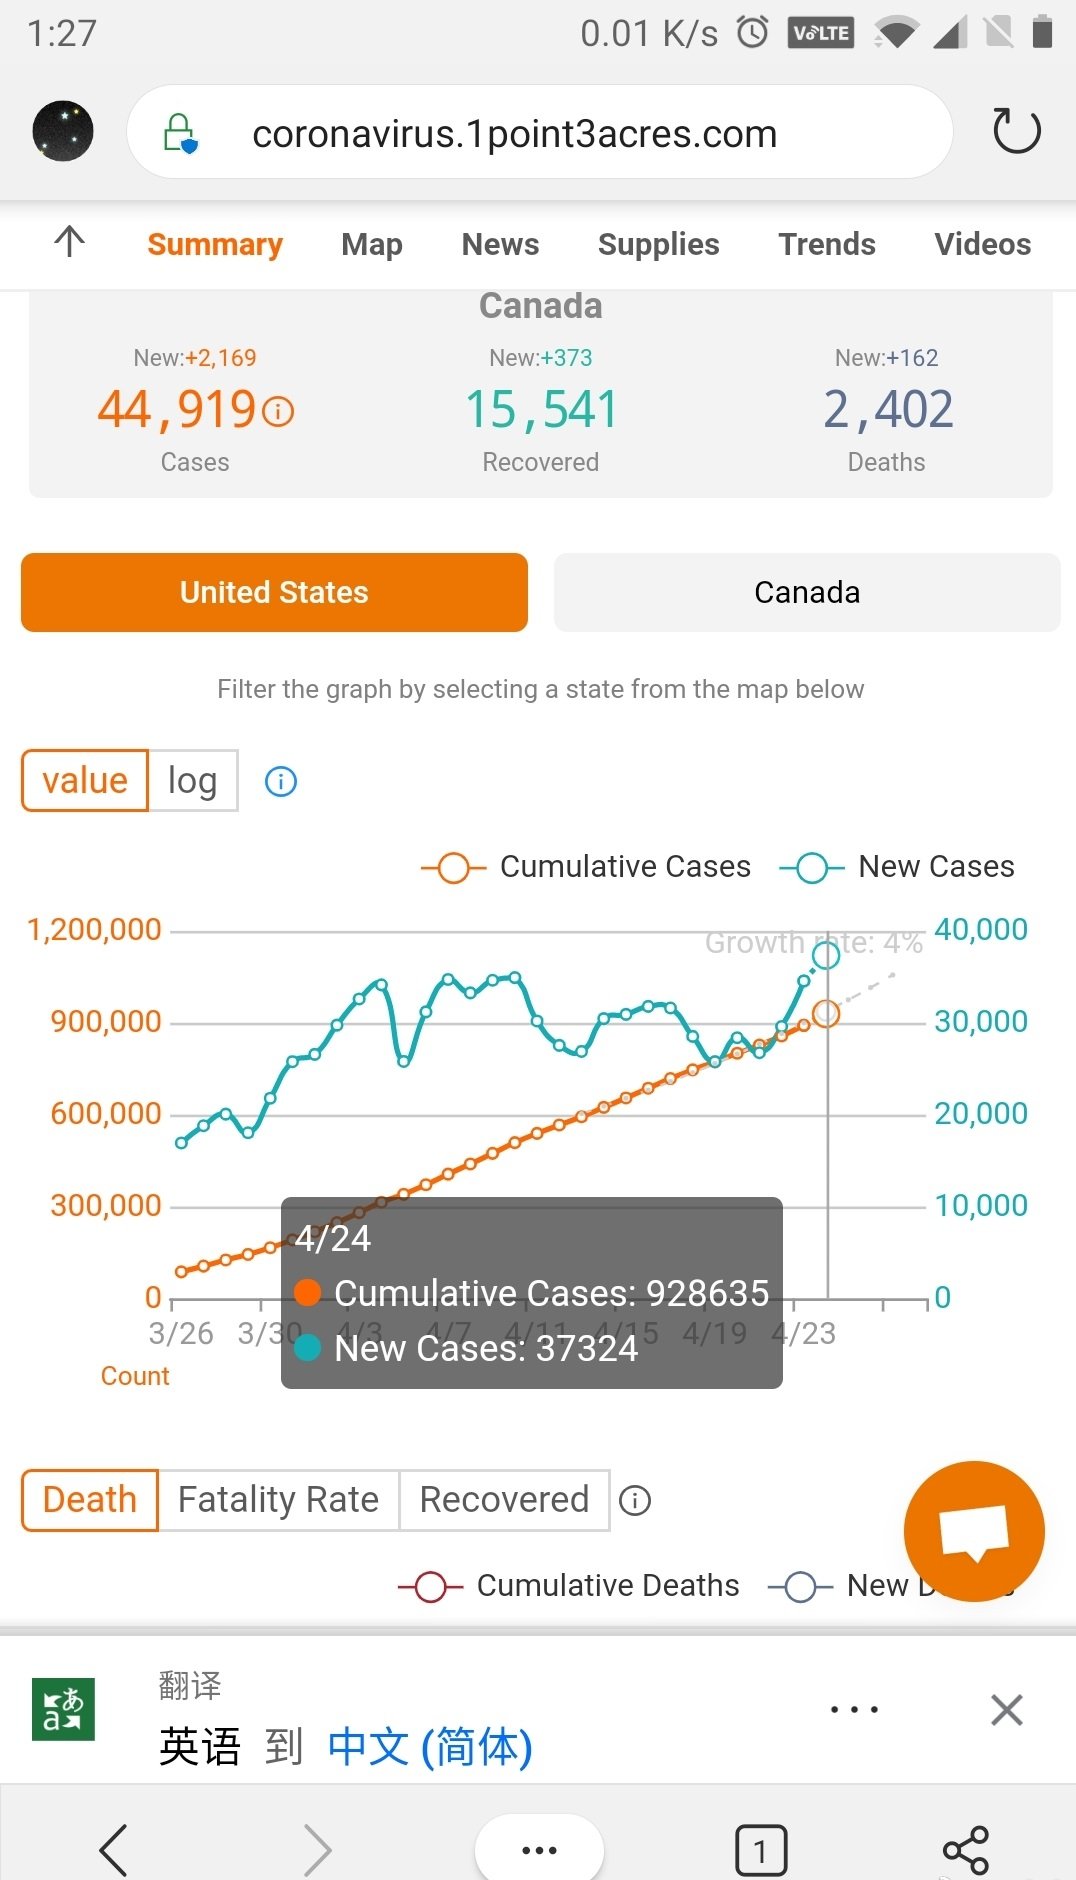 1:27 0.01 K/s VoLTE
coronavirus.1point3acres.com
Summary Map News Supplies Trends Videos
Canada
New:+2,169 New:+373 New:+162
44,919 15,541 2,402
Cases Recovered Deaths
United States Canada
Filter the graph by selecting a state from the map below
value log
Cumulative Cases New Cases
1,200,000 40,000
Growth rate: 4%
900,000 30,000
600,000 20,000
300,000 10,000
4/24
Cumulative Cases: 928635
0 0
3/26 3/30 4/3 4/7 4/11 4/15 4/19 4/23
New Cases: 37324
Count
Death Fatality Rate Recovered
Cumulative Deaths New
翻译
英语 到 中文 (简体)
1